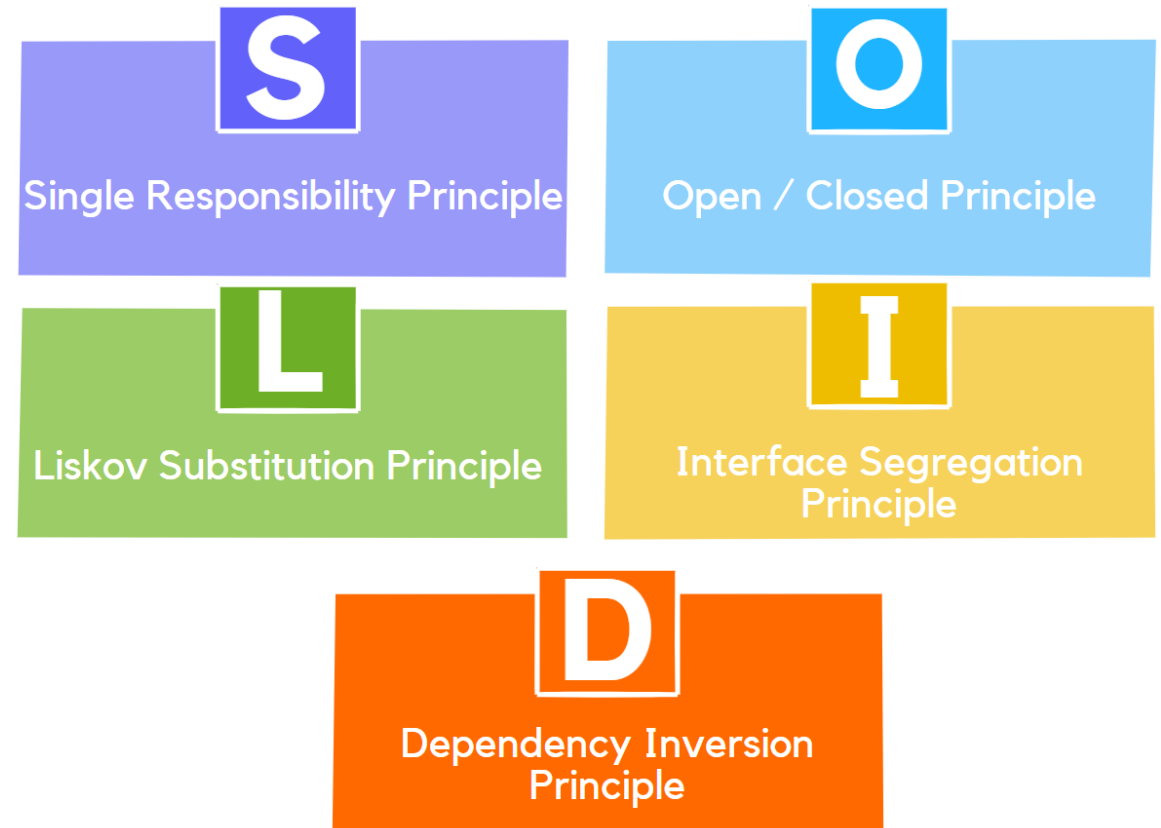 S
Single Responsibility Principle
O
Open / Closed Principle
L
Liskov Substitution Principle
I
Interface Segregation
Principle
D
Dependency Inversion
Principle